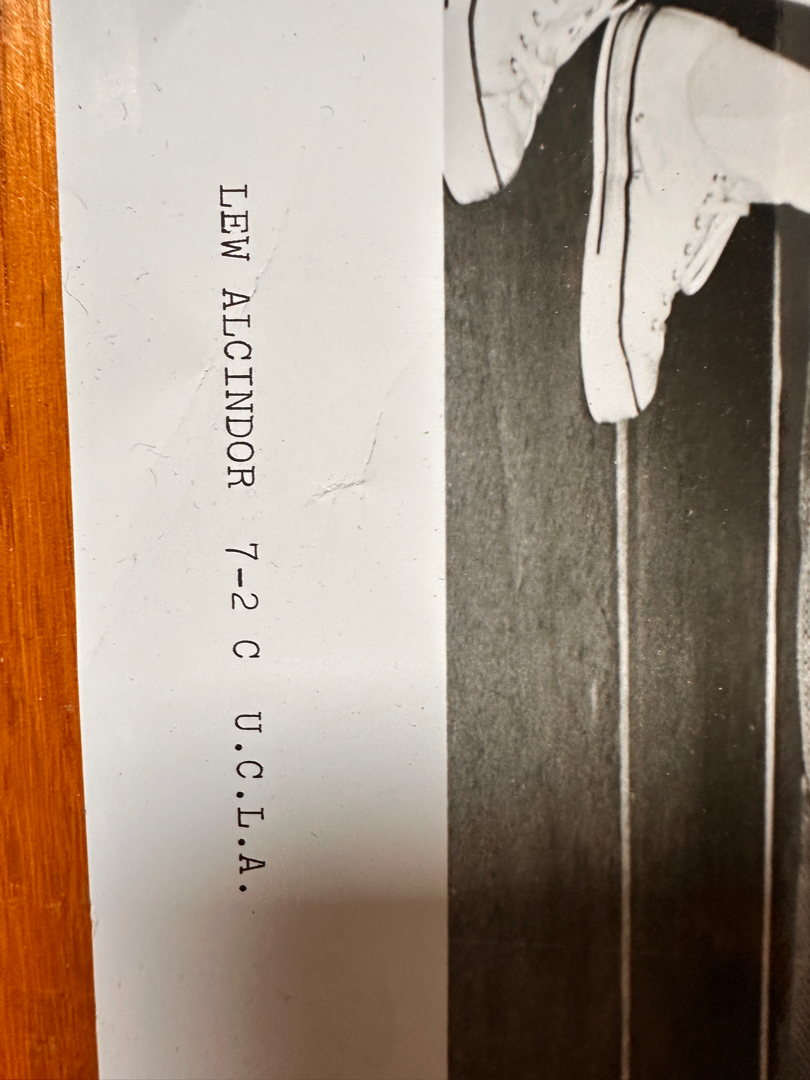 LEW ALCINDOR 7-2 C U.C.L.A.